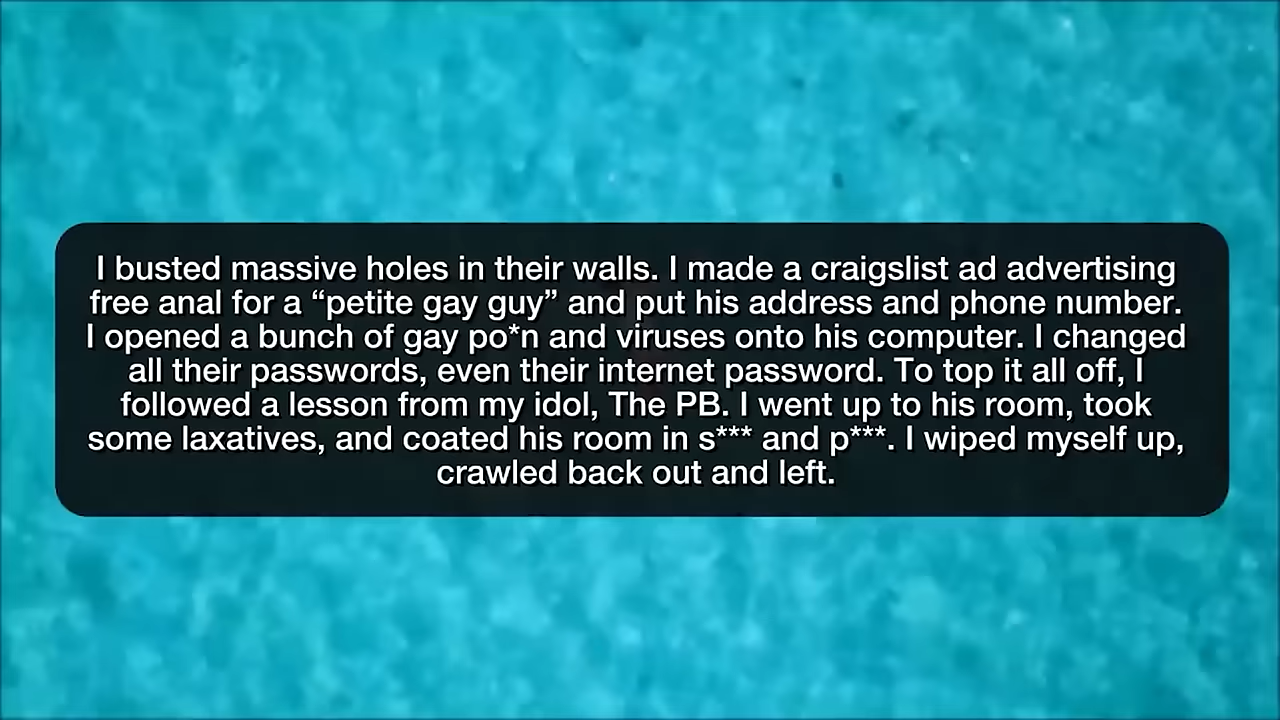 I busted massive holes in their walls. I made a craigslist ad advertising
free anal for a “petite gay guy” and put his address and phone number.
I opened a bunch of gay po*n and viruses onto his computer. I changed
all their passwords, even their internet password. To top it all off, I
followed a lesson from my idol, The PB. I went up to his room, took
some laxatives, and coated his room in s*** and p***. I wiped myself up,
crawled back out and left.